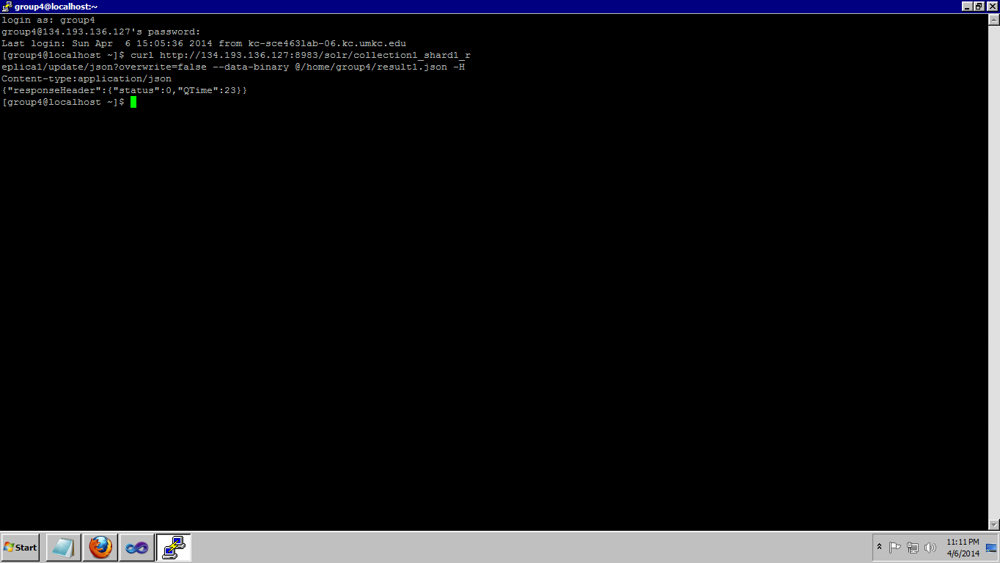 group4@localhost:~
login as: group4
group4@134.193.136.127's password:
Last login: Sun Apr  6 15:05:36 2014 from kc-sce463lab-06.kc.umkc.edu
[group4@localhost ~]$ curl http://134.193.136.127:8983/solr/collection1_shard1_r
eplica1/update/json?overwrite=false --data-binary @/home/group4/result1.json -H
Content-type:application/json
{"responseHeader":{"status":0,"QTime":23}}
[group4@localhost ~]$
Start
11:11 PM
4/6/2014